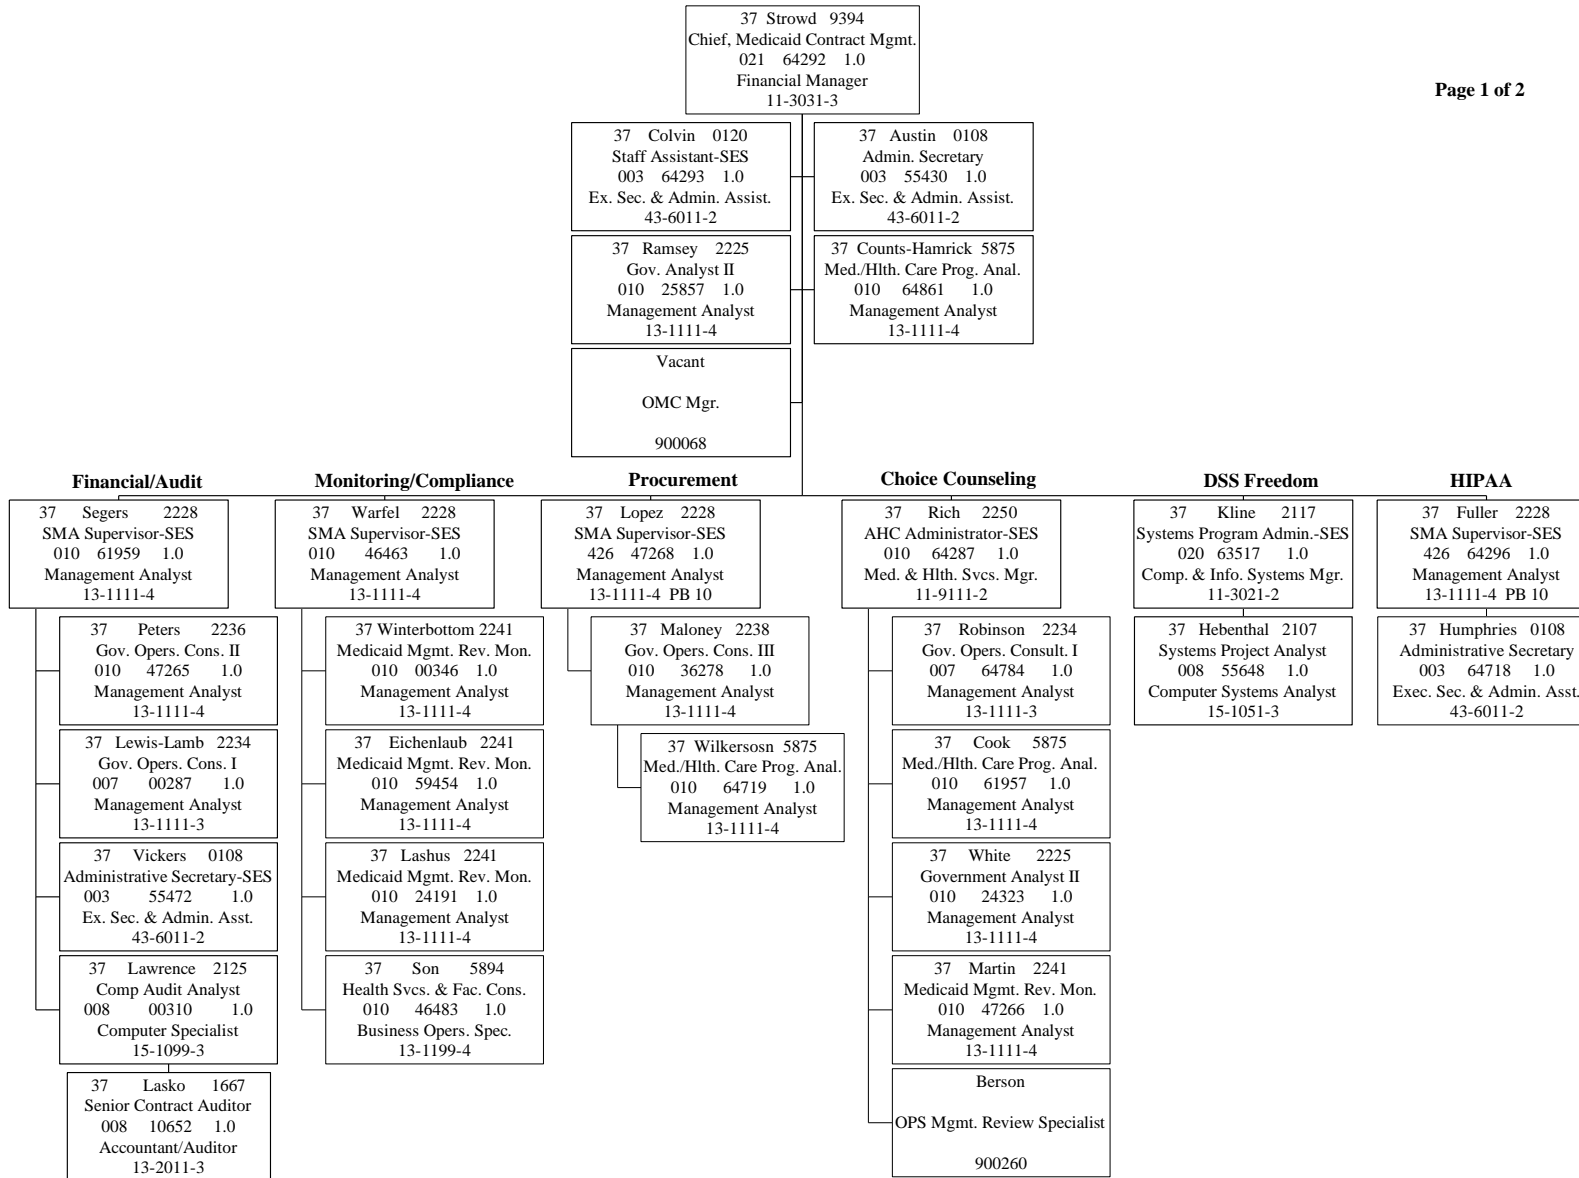 37 Strowd 9394
Chief, Medicaid Contract Mgmt.
021 64292 1.0
Financial Manager
11-3031-3
Page 1 of 2
37 Colvin 0120
Staff Assistant-SES
003 64293 1.0
Ex. Sec. & Admin. Assist.
43-6011-2
37 Austin 0108
Admin. Secretary
003 55430 1.0
Ex. Sec. & Admin. Assist.
43-6011-2
37 Ramsey 2225
Gov. Analyst II
010 25857 1.0
Management Analyst
13-1111-4
37 Counts-Hamrick 5875
Med./Hlth. Care Prog. Anal.
010 64861 1.0
Management Analyst
13-1111-4
Vacant
OMC Mgr.
900068
Financial/Audit
37 Segers 2228
SMA Supervisor-SES
010 61959 1.0
Management Analyst
13-1111-4
37 Peters 2236
Gov. Opers. Cons. II
010 47265 1.0
Management Analyst
13-1111-4
37 Lewis-Lamb 2234
Gov. Opers. Cons. I
007 00287 1.0
Management Analyst
13-1111-3
37 Vickers 0108
Administrative Secretary-SES
003 55472 1.0
Ex. Sec. & Admin. Asst.
43-6011-2
37 Lawrence 2125
Comp Audit Analyst
008 00310 1.0
Computer Specialist
15-1099-3
37 Lasko 1667
Senior Contract Auditor
008 10652 1.0
Accountant/Auditor
13-2011-3
Monitoring/Compliance
37 Warfel 2228
SMA Supervisor-SES
010 46463 1.0
Management Analyst
13-1111-4
37 Winterbottom 2241
Medicaid Mgmt. Rev. Mon.
010 00346 1.0
Management Analyst
13-1111-4
37 Eichenlaub 2241
Medicaid Mgmt. Rev. Mon.
010 59454 1.0
Management Analyst
13-1111-4
37 Lashus 2241
Medicaid Mgmt. Rev. Mon.
010 24191 1.0
Management Analyst
13-1111-4
37 Son 5894
Health Svcs. & Fac. Cons.
010 46483 1.0
Business Opers. Spec.
13-1199-4
Procurement
37 Lopez 2228
SMA Supervisor-SES
426 47268 1.0
Management Analyst
13-1111-4 PB 10
37 Maloney 2238
Gov. Opers. Cons. III
010 36278 1.0
Management Analyst
13-1111-4
37 Wilkersosn 5875
Med./Hlth. Care Prog. Anal.
010 64719 1.0
Management Analyst
13-1111-4
Choice Counseling
37 Rich 2250
AHC Administrator-SES
010 64287 1.0
Med. & Hlth. Svcs. Mgr.
11-9111-2
37 Robinson 2234
Gov. Opers. Consult. I
007 64784 1.0
Management Analyst
13-1111-3
37 Cook 5875
Med./Hlth. Care Prog. Anal.
010 61957 1.0
Management Analyst
13-1111-4
37 White 2225
Government Analyst II
010 24323 1.0
Management Analyst
13-1111-4
37 Martin 2241
Medicaid Mgmt. Rev. Mon.
010 47266 1.0
Management Analyst
13-1111-4
Berson
OPS Mgmt. Review Specialist
900260
DSS Freedom
37 Kline 2117
Systems Program Admin.-SES
020 63517 1.0
Comp. & Info. Systems Mgr.
11-3021-2
37 Hebenthal 2107
Systems Project Analyst
008 55648 1.0
Computer Systems Analyst
15-1051-3
HIPAA
37 Fuller 2228
SMA Supervisor-SES
426 64296 1.0
Management Analyst
13-1111-4 PB 10
37 Humphries 0108
Administrative Secretary
003 64718 1.0
Exec. Sec. & Admin. Asst.
43-6011-2